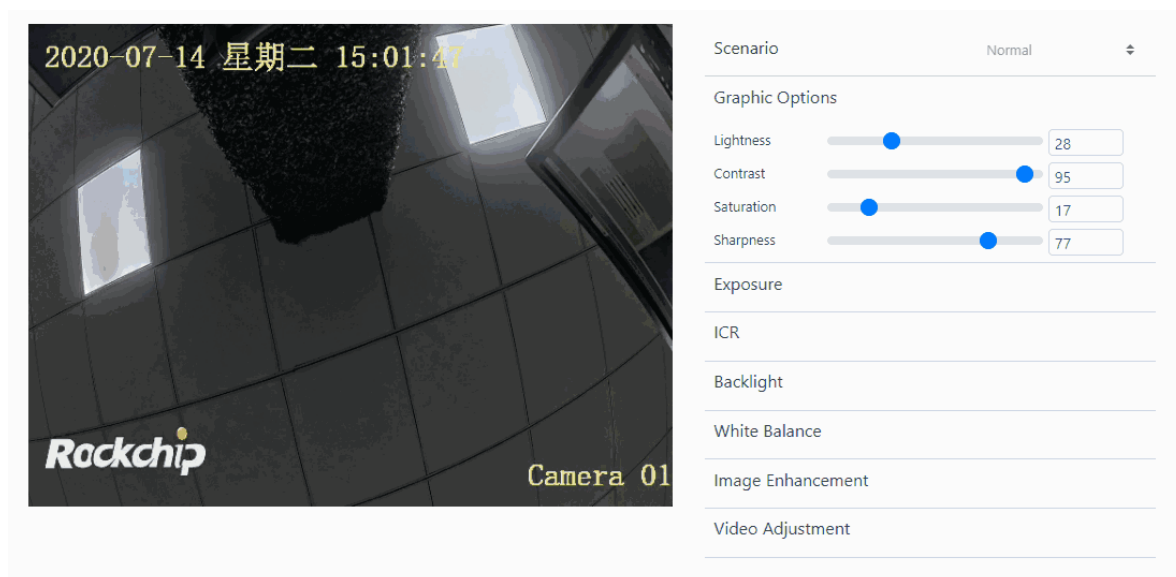 2020-07-14 星期二 15:01:47
Rockchip
Camera 01
Scenario Normal
Graphic Options
Lightness 28
Contrast 95
Saturation 17
Sharpness 77
Exposure
ICR
Backlight
White Balance
Image Enhancement
Video Adjustment